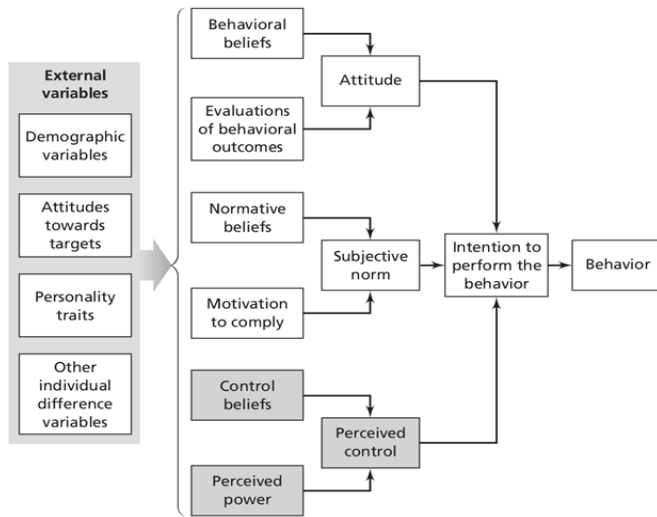 External
variables
Demographic
variables
Attitudes
towards
targets
Personality
traits
Other
individual
difference
variables
Behavioral
beliefs
Evaluations
of behavioral
outcomes
Attitude
Normative
beliefs
Motivation
to comply
Subjective
norm
Control
beliefs
Perceived
power
Perceived
control
Intention to
perform the
behavior
Behavior